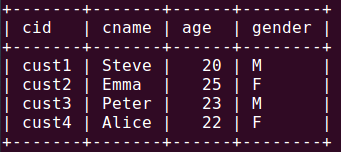 +-------+-------+------+--------+
| cid   | cname | age  | gender |
+-------+-------+------+--------+
| cust1 | Steve |   20 | M      |
| cust2 | Emma  |   25 | F      |
| cust3 | Peter |   23 | M      |
| cust4 | Alice |   22 | F      |
+-------+-------+------+--------+